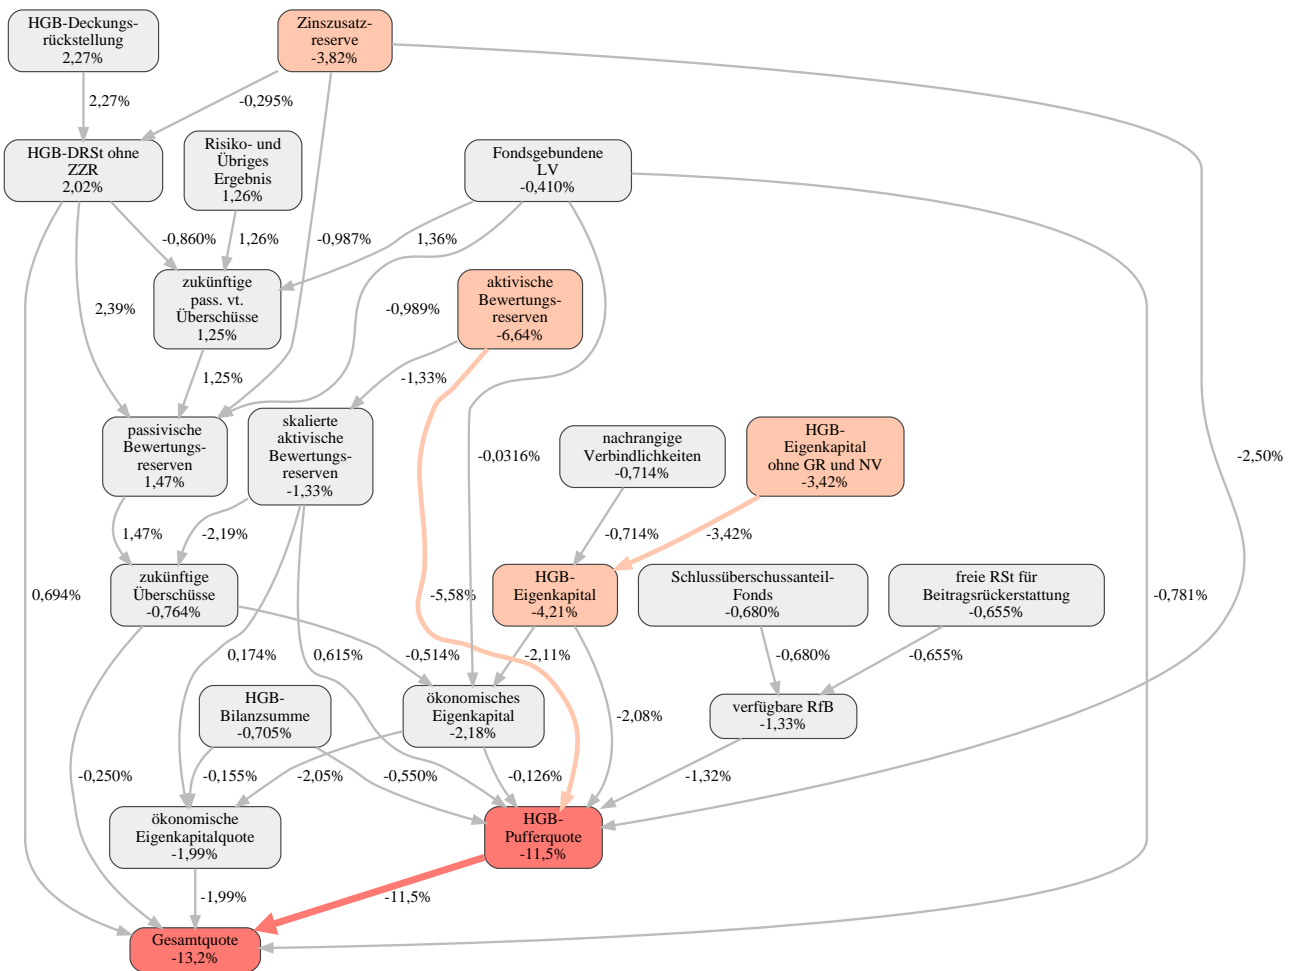 HGB-Deckungs-
rückstellung
2,27%
Zinszusatz-
reserve
-3,82%
2,27%
-0,295%
HGB-DRSt ohne
ZZR
2,02%
Risiko- und
Übriges
Ergebnis
1,26%
Fondsgebundene
LV
-0,410%
-0,860%
1,26%
-0,987%
1,36%
zukünftige
pass. vt.
Überschüsse
1,25%
aktivische
Bewertungs-
reserven
-6,64%
2,39%
-0,989%
1,25%
-1,33%
passivische
Bewertungs-
reserven
1,47%
skalierte
aktivische
Bewertungs-
reserven
-1,33%
-0,0316%
nachrangige
Verbindlichkeiten
-0,714%
HGB-
Eigenkapital
ohne GR und NV
-3,42%
-2,50%
1,47%
-2,19%
-0,714%
-3,42%
zukünftige
Überschüsse
-0,764%
HGB-
Eigenkapital
-4,21%
Schlussüberschussanteil-
Fonds
-0,680%
freie RSt für
Beitragsrückerstattung
-0,655%
0,694%
-5,58%
-0,781%
0,174%
0,615%
-0,514%
-2,11%
-0,680%
-0,655%
HGB-
Bilanzsumme
-0,705%
ökonomisches
Eigenkapital
-2,18%
-2,08%
verfügbare RfB
-1,33%
-0,250%
-0,155%
-2,05%
-0,550%
-0,126%
-1,32%
ökonomische
Eigenkapitalquote
-1,99%
HGB-
Pufferquote
-11,5%
-1,99%
-11,5%
Gesamtquote
-13,2%